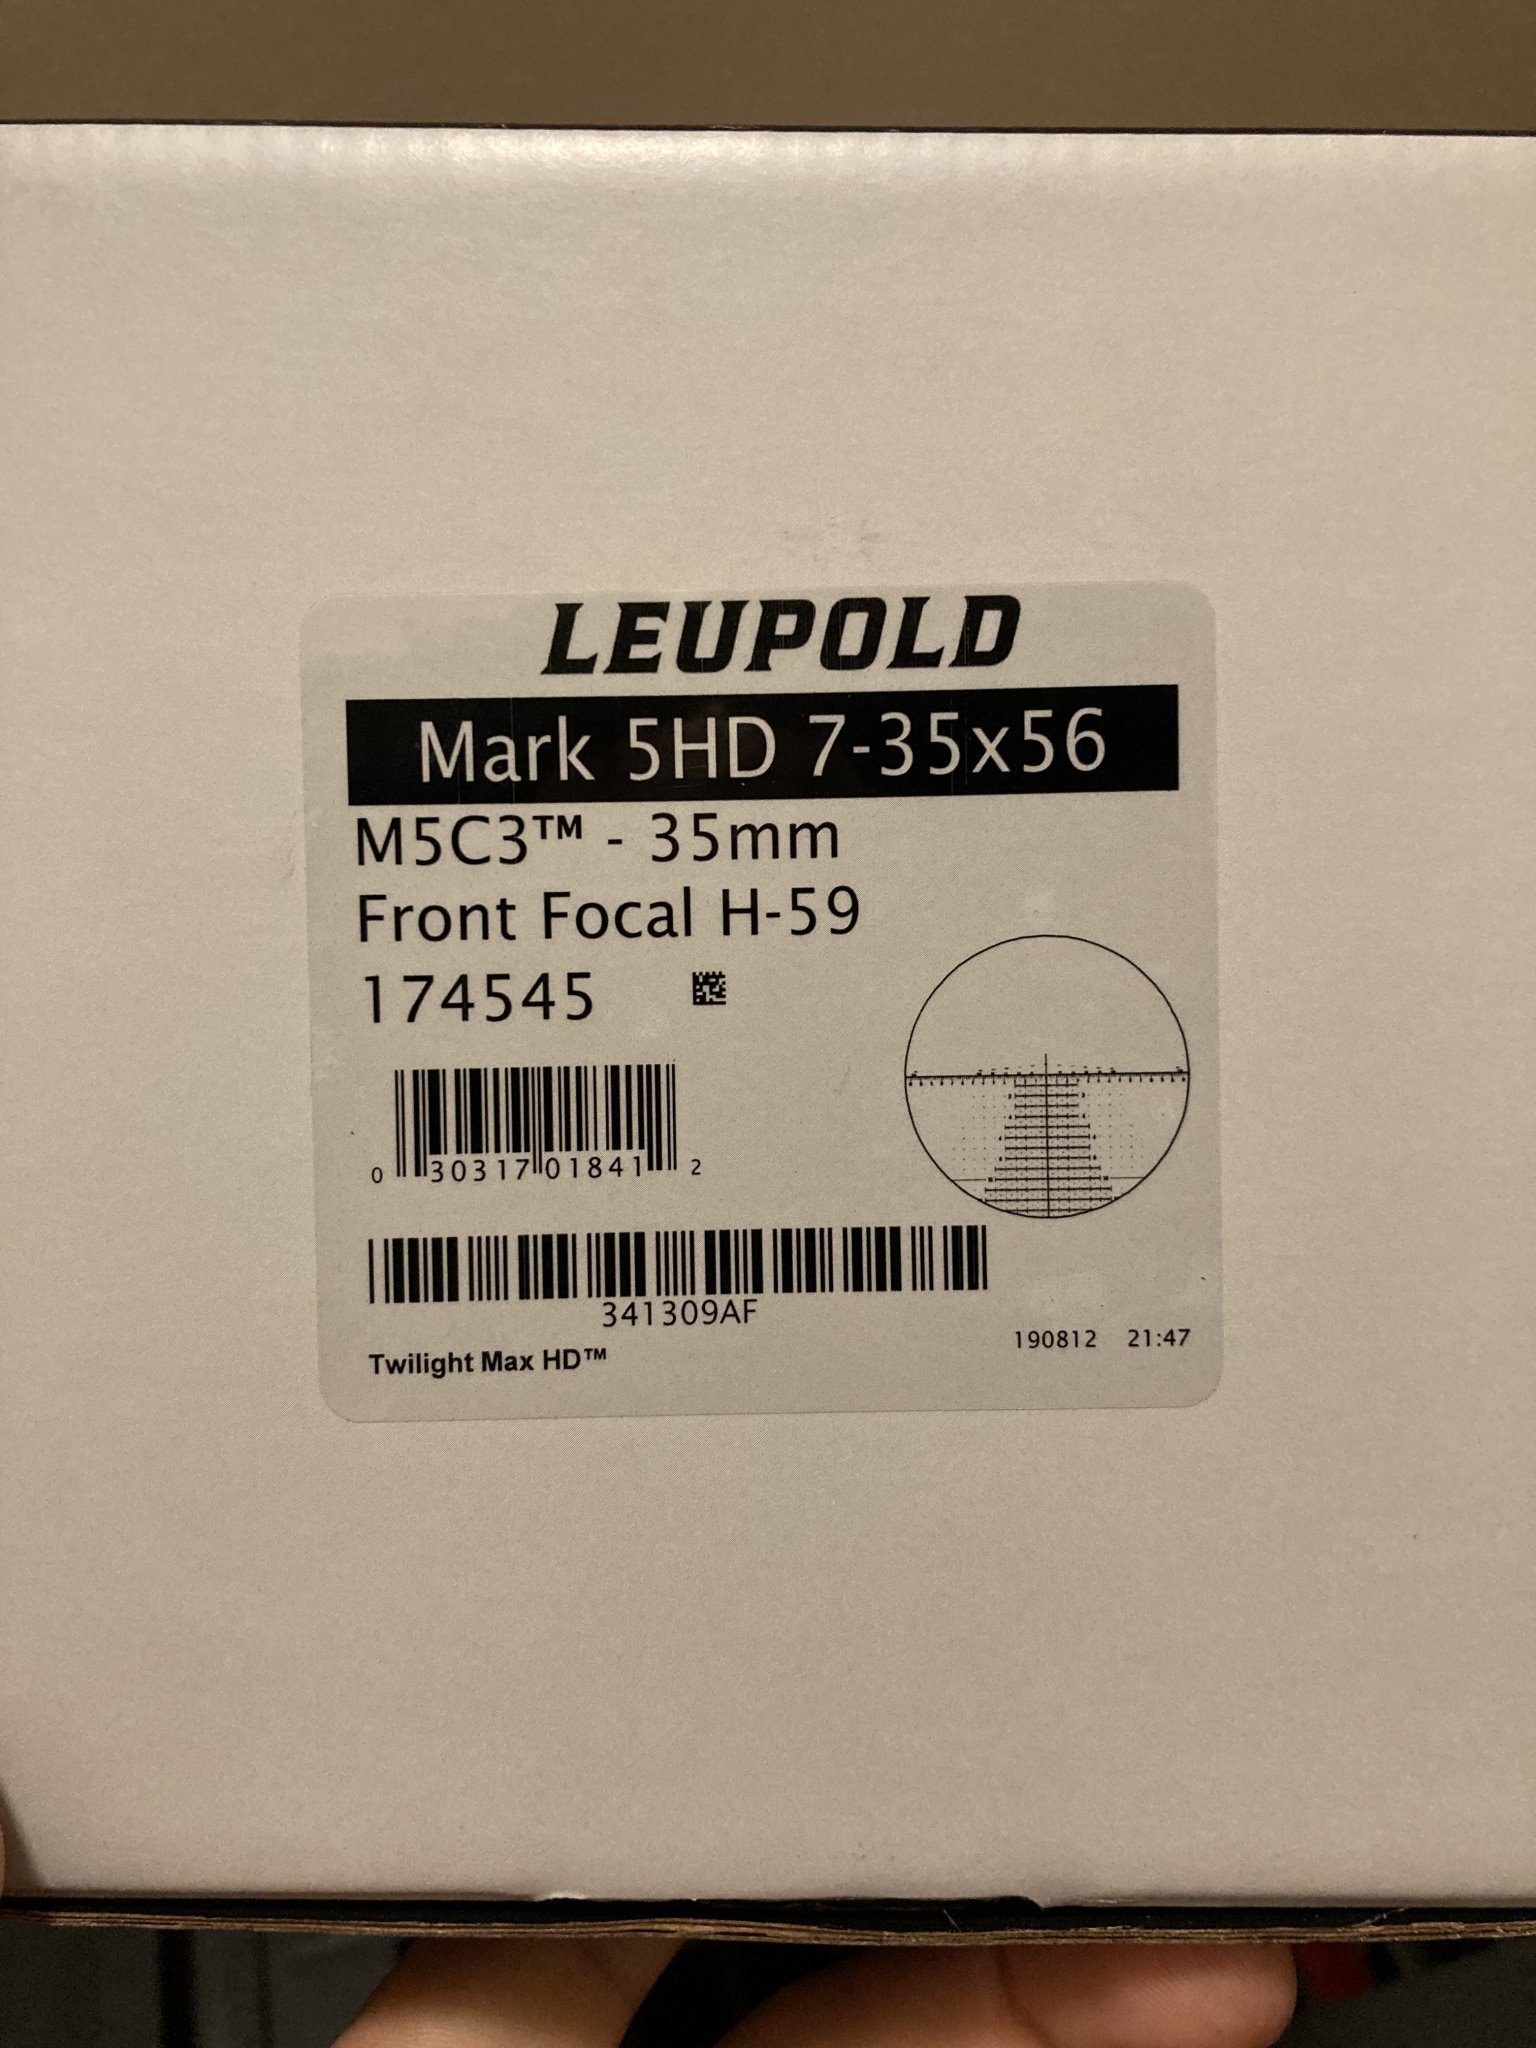 LEUPOLD
Mark 5HD 7-35x56
M5C3™ - 35mm
Front Focal H-59
174545
0 30317 01841 2
341309AF
Twilight Max HD™
190812 21:47